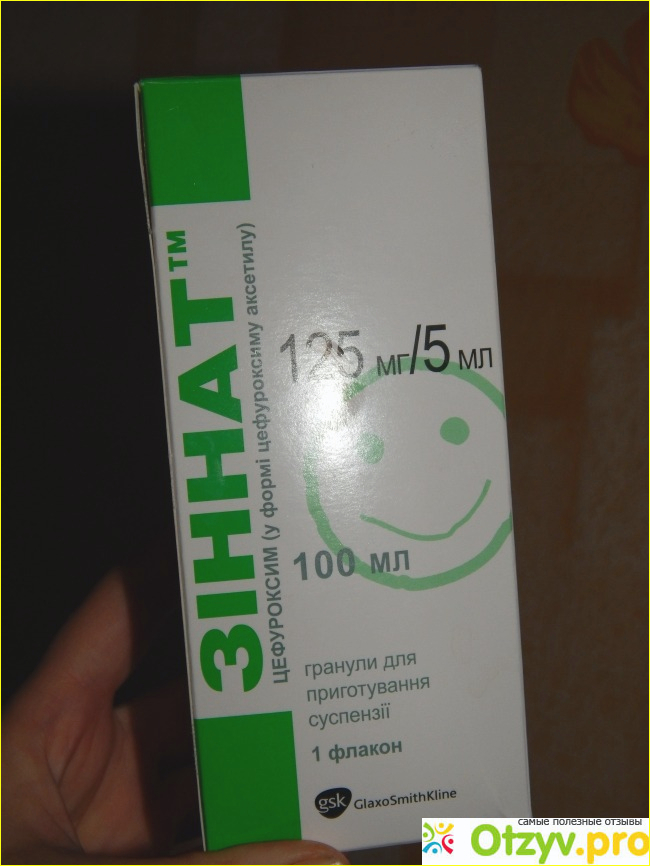 ЗІННАТ™
ЦЕФУРОКСИМ (у формі цефуроксиму аксетилу)
125 мг/5 мл
100 мл
гранули для
приготування
суспензії
1 флакон
gsk GlaxoSmithKline
самые полезные отзывы
Otzyv.pro